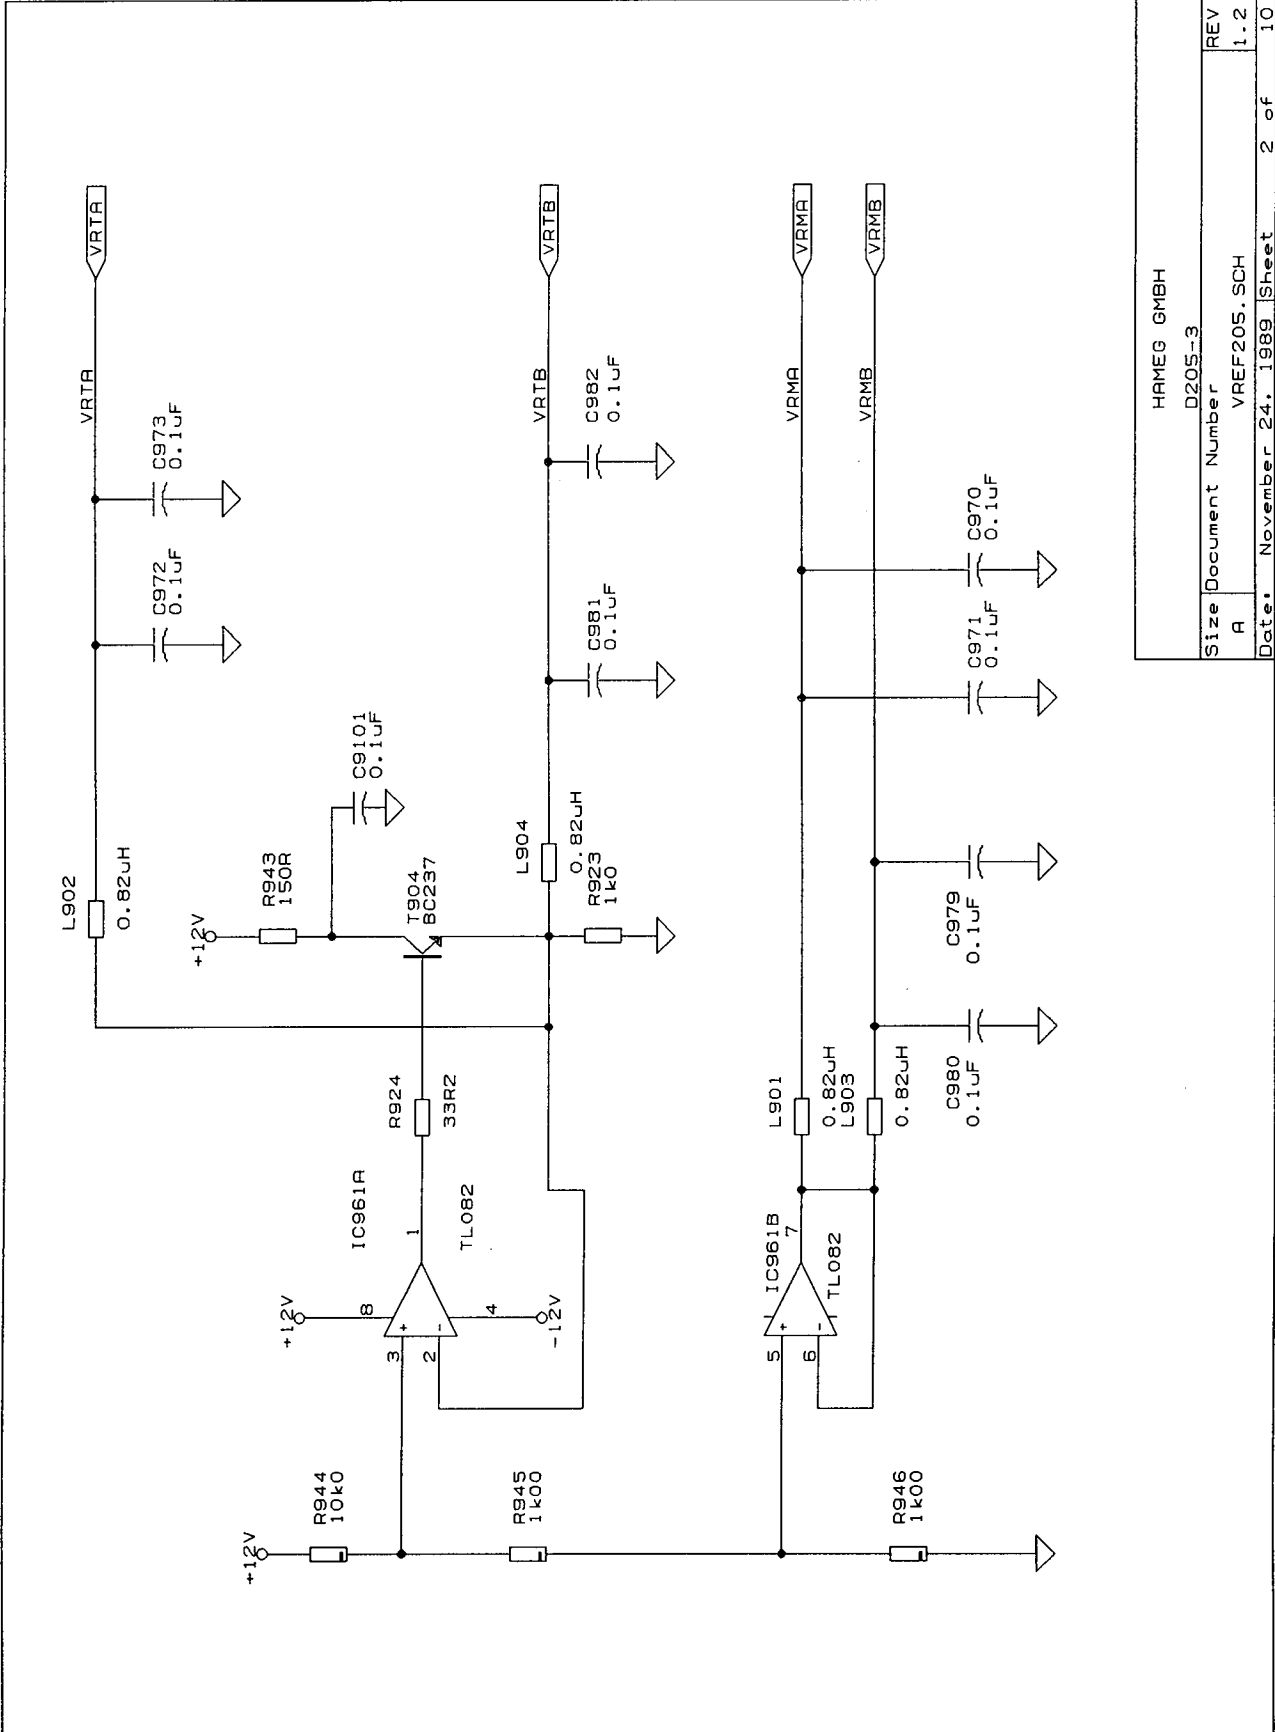 VRTA
VRTA
L902
0.82uH
C972
0.1uF
C973
0.1uF
+12V
R943
150R
C9101
0.1uF
T904
BC237
VRTB
VRTB
L904
0.82uH
R923
1k0
C981
0.1uF
C982
0.1uF
+12V
R944
10k0
R945
1k00
R946
1k00
+12V
8
3
+
2
-
4
-12V
IC961A
1
TL082
R924
33R2
IC961B
7
5
+
6
-
TL082
L901
0.82uH
L903
0.82uH
VRMA
VRMA
VRMB
VRMB
C980
0.1uF
C979
0.1uF
C971
0.1uF
C970
0.1uF
HAMEG GMBH
D205-3
Size Document Number REV
A VREF205.SCH 1.2
Date: November 24. 1989 Sheet 2 of 10